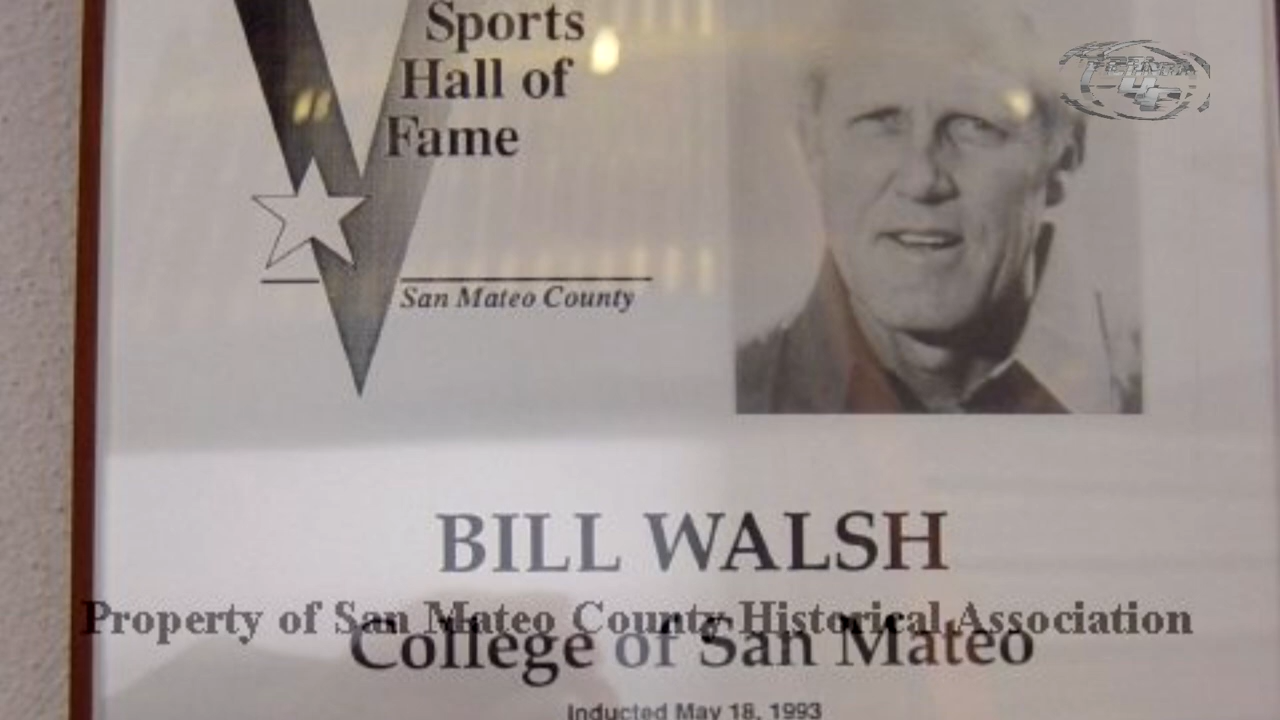 Sports
Hall of
Fame
San Mateo County
BILL WALSH
Property of San Mateo County Historical Association
College of San Mateo
Inducted May 18, 1993